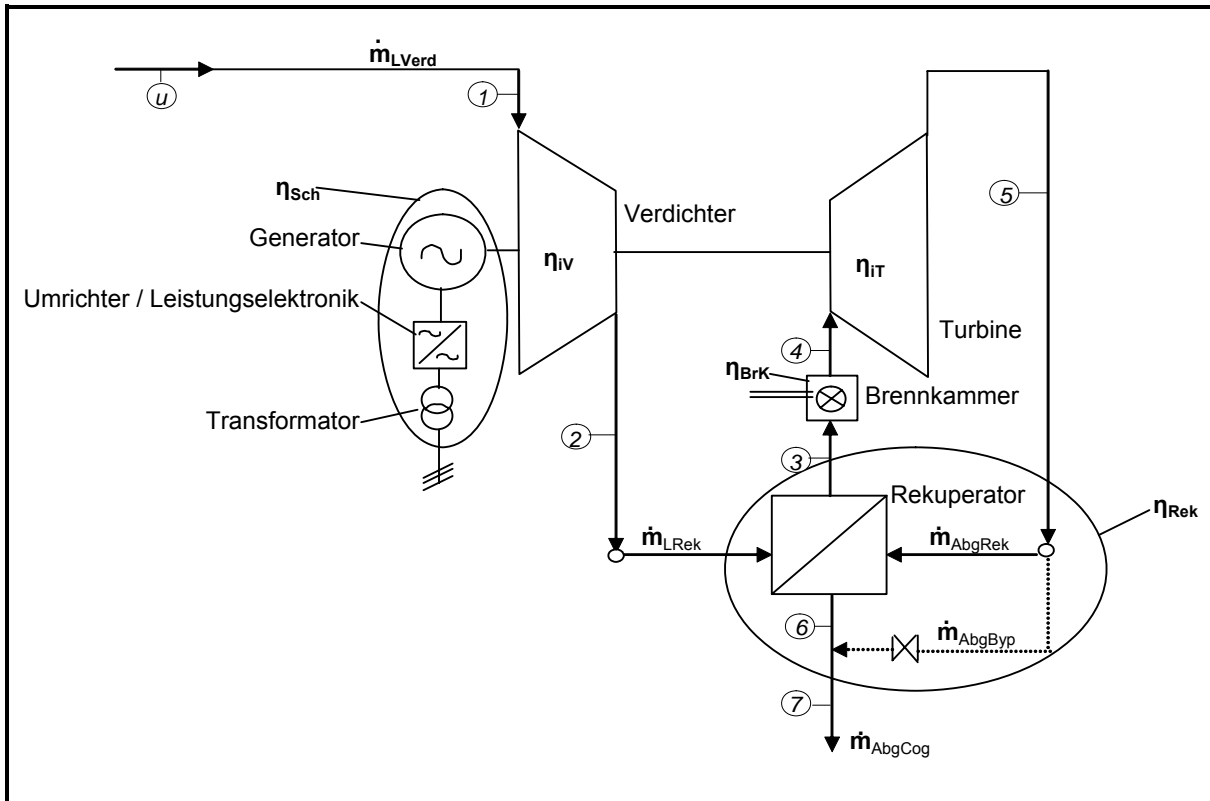 ṁLVerd
u
1
ηSch
Generator
Verdichter
ηiV
ηiT
5
Umrichter / Leistungselektronik
Turbine
4
ηBrK
Brennkammer
Transformator
2
3
Rekuperator
ηRek
ṁLRek
ṁAbgRek
6
ṁAbgByp
7
ṁAbgCog